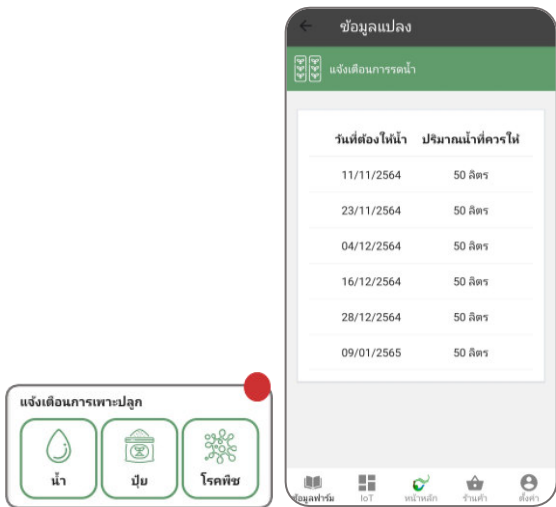 แจ้งเตือนการเพาะปลูก
น้ำ ปุ๋ย โรคพืช
ข้อมูลแปลง
แจ้งเตือนการรดน้ำ
วันที่ต้องให้น้ำ ปริมาณน้ำที่ควรให้
11/11/2564 50 ลิตร
23/11/2564 50 ลิตร
04/12/2564 50 ลิตร
16/12/2564 50 ลิตร
28/12/2564 50 ลิตร
09/01/2565 50 ลิตร
ข้อมูลฟาร์ม IoT หน้าหลัก ร้านค้า ตั้งค่า